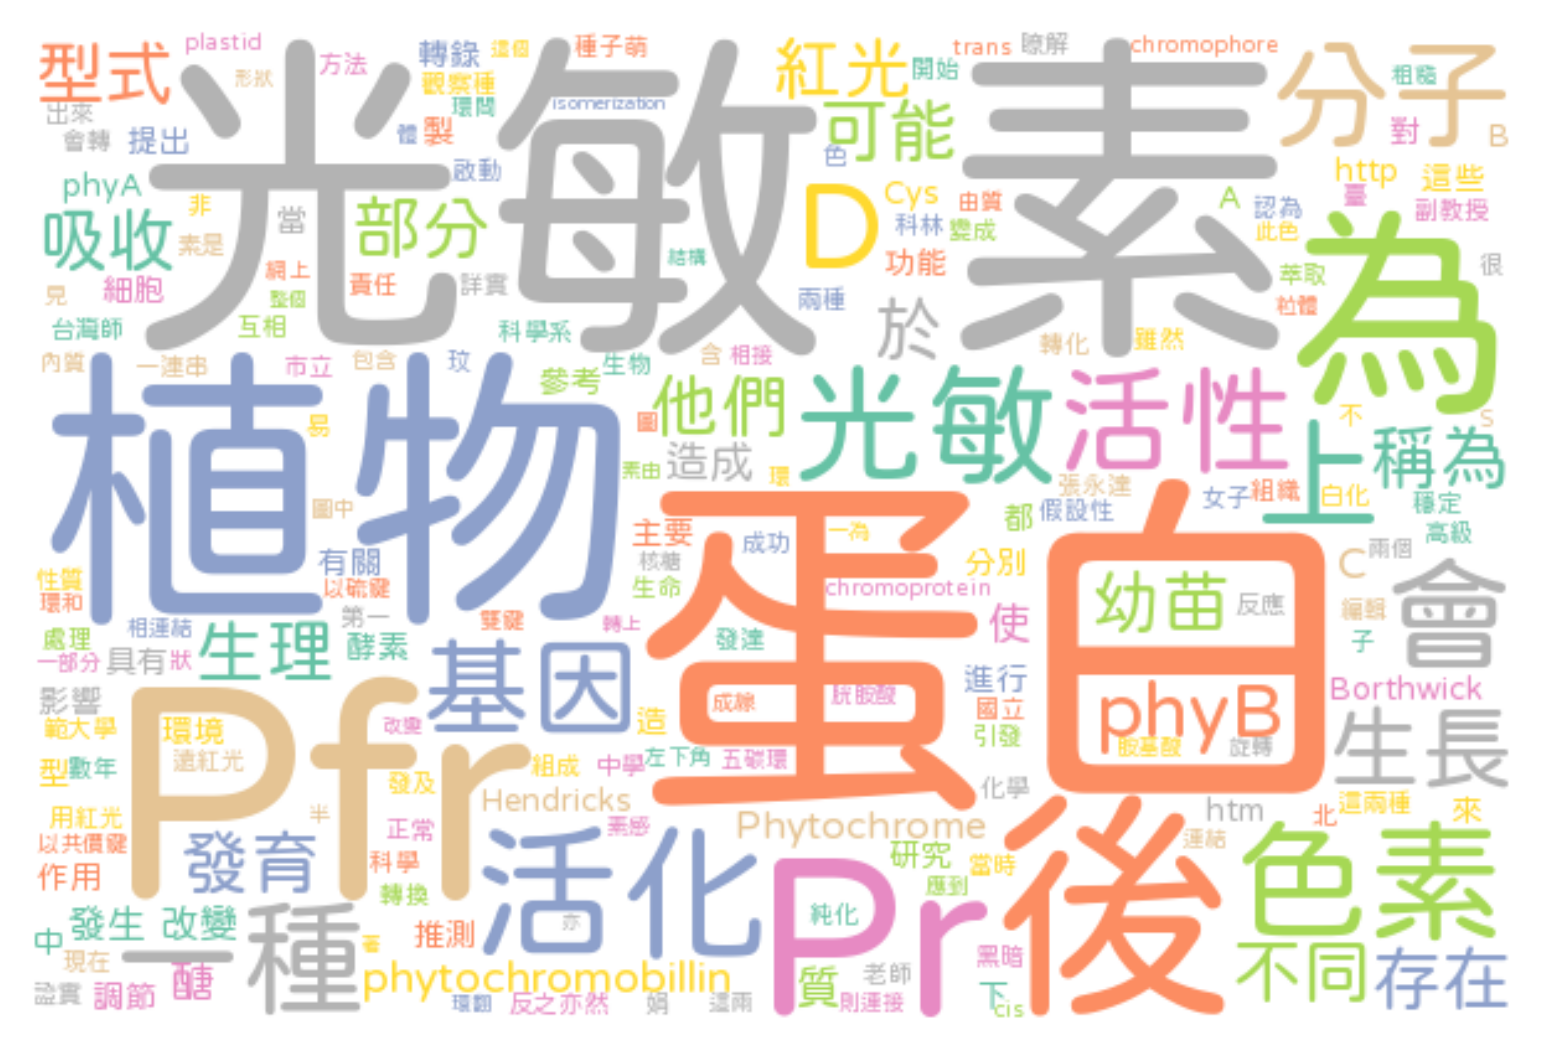 光敏素
型式
plastid
形狀
方法
轉錄
這個
觀察種
環閆
isomerization
種子萌
紅光
開始
trans
瞭解
chromophore
分子
粗糙
對
B
出來
會轉
提出
體
製
啟動
可能
色
phyA
非
當
吸收
素是
部分
D
Cys
科林
由質
變成
功能
A
認為
此色
http
這些
臺
副教授
為
很
萃取
粒體
見
細胞
網上
整個
責任
詳實
結構
兩種
台灣師
互相
科學系
於
轉化
雖然
內質
一連串
市立
包含
玫
生物
含
相接
參考
植物
易
圖
他們
光敏
活性
不
s
上
稱為
造成
素由
環
張永達
女子
組織
白化
穩定
高級
圖中
蛋白
主要
成功
一為
都
假設性
有關
核糖
生命
分別
C
兩個
會
性質
環和
以硫鍵
第一
雙鍵
轉上
chromoprotein
使
幼苗
反應
編輯
子
處理
相連結
生理
酵素
發達
一部分
具有
狀
基因
進行
國立
引發
phyB
胺基酸
旋轉
Borthwick
影響
範大學
環境
遠紅光
Pfr
改變
造
成線
胱胺酸
生長
型
數年
發及
組成
中學
左下角
五碳環
化學
用紅光
半
Hendricks
Phytochrome
htm
北
這兩種
來
以共價鍵
作用
發育
正常
科學
素感
活化
研究
當時
後
連結
色素
轉換
Pr
應到
中
發生
改變
一種
推測
著
亦
純化
現在
證實
調節
醣
phytochromobillin
質
老師
黑暗
下
cis
不同
存在
環翻
反之亦然
娟
這兩
則連接